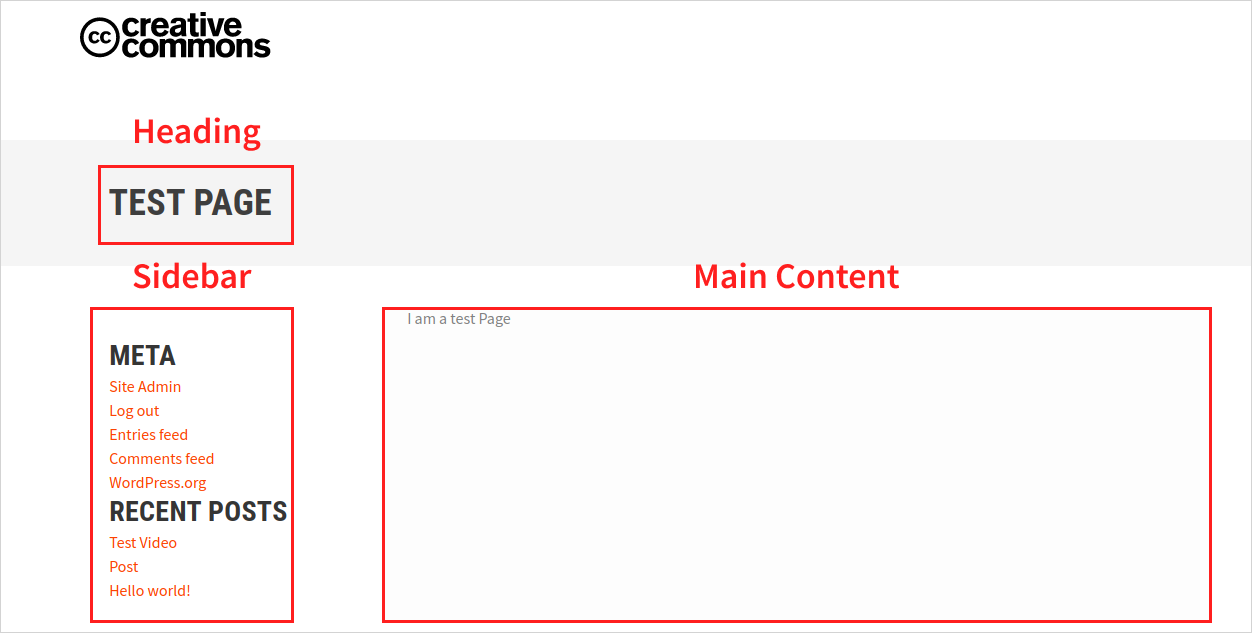 cc creative
commons
Heading
TEST PAGE
Sidebar
META
Site Admin
Log out
Entries feed
Comments feed
WordPress.org
RECENT POSTS
Test Video
Post
Hello world!
Main Content
I am a test Page